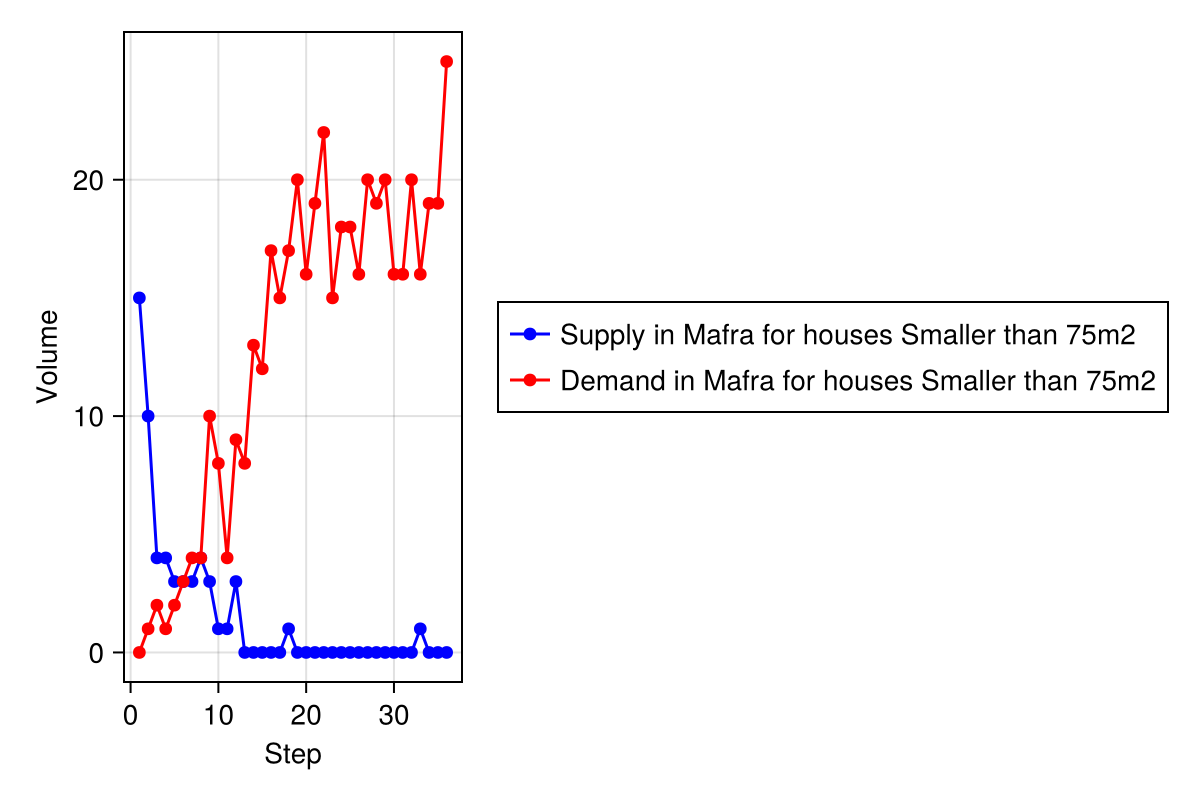 Volume
20
10
0
0 10 20 30
Step
Supply in Mafra for houses Smaller than 75m2
Demand in Mafra for houses Smaller than 75m2